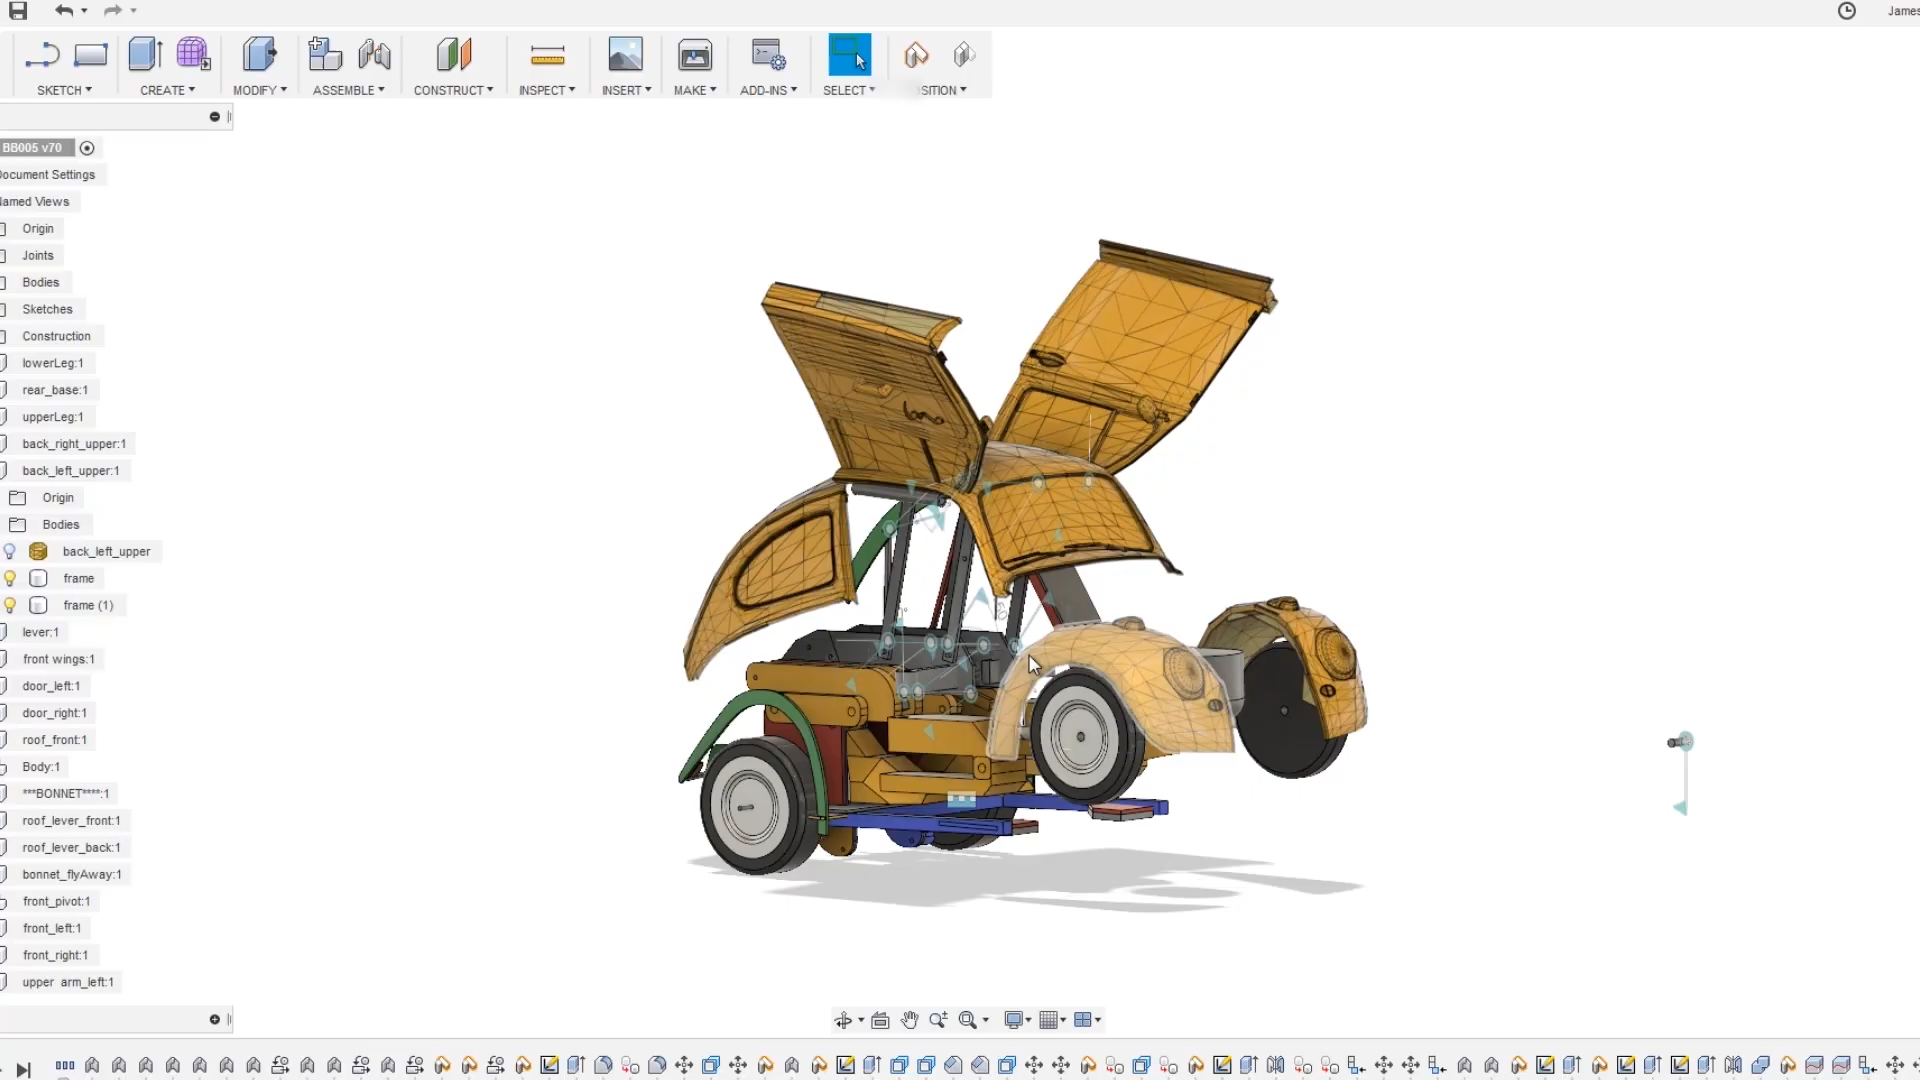 James
SKETCH CREATE MODIFY ASSEMBLE CONSTRUCT INSPECT INSERT MAKE ADD-INS SELECT SITION
BB005 v70
Document Settings
Named Views
Origin
Joints
Bodies
Sketches
Construction
lowerLeg:1
rear_base:1
upperLeg:1
back_right_upper:1
back_left_upper:1
Origin
Bodies
back_left_upper
frame
frame (1)
lever:1
front wings:1
door_left:1
door_right:1
roof_front:1
Body:1
***BONNET****:1
roof_lever_front:1
roof_lever_back:1
bonnet_flyAway:1
front_pivot:1
front_left:1
front_right:1
upper arm_left:1